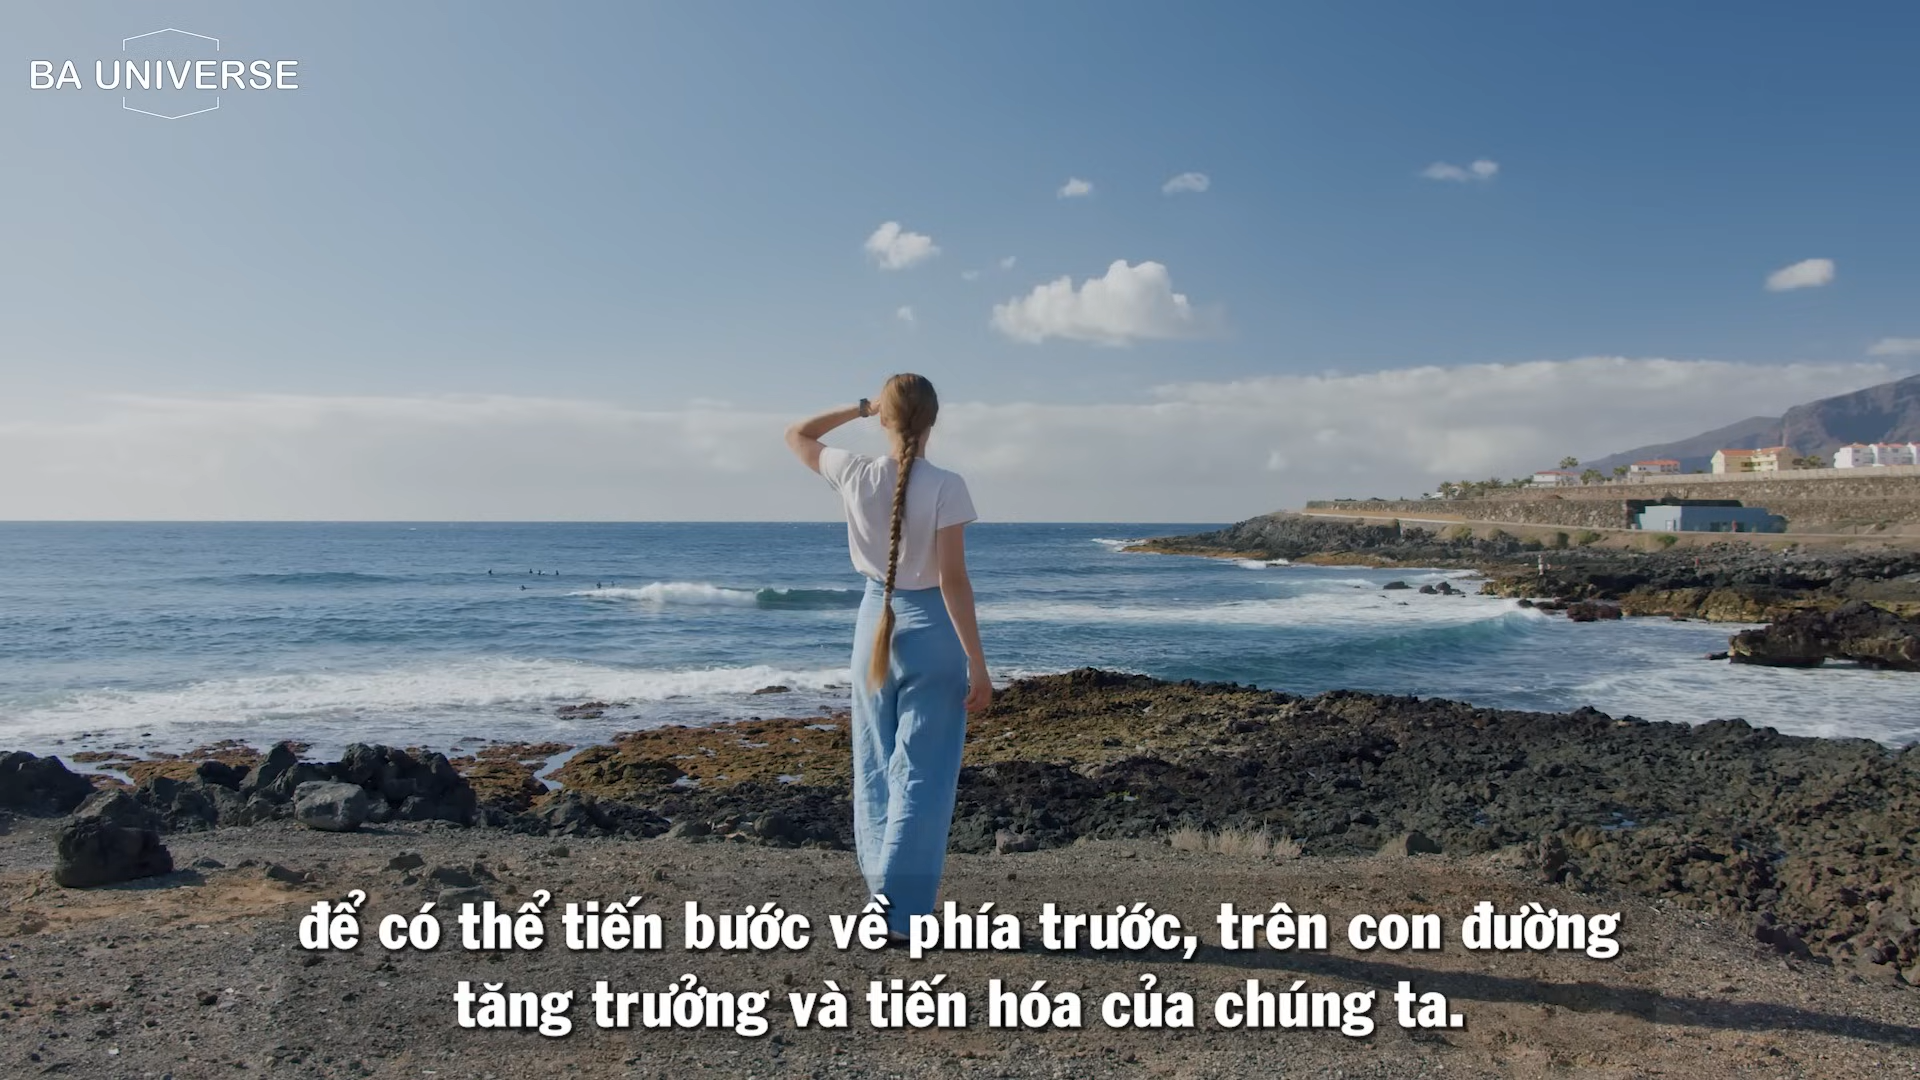 BA UNIVERSE
để có thể tiến bước về phía trước, trên con đường
tăng trưởng và tiến hóa của chúng ta.